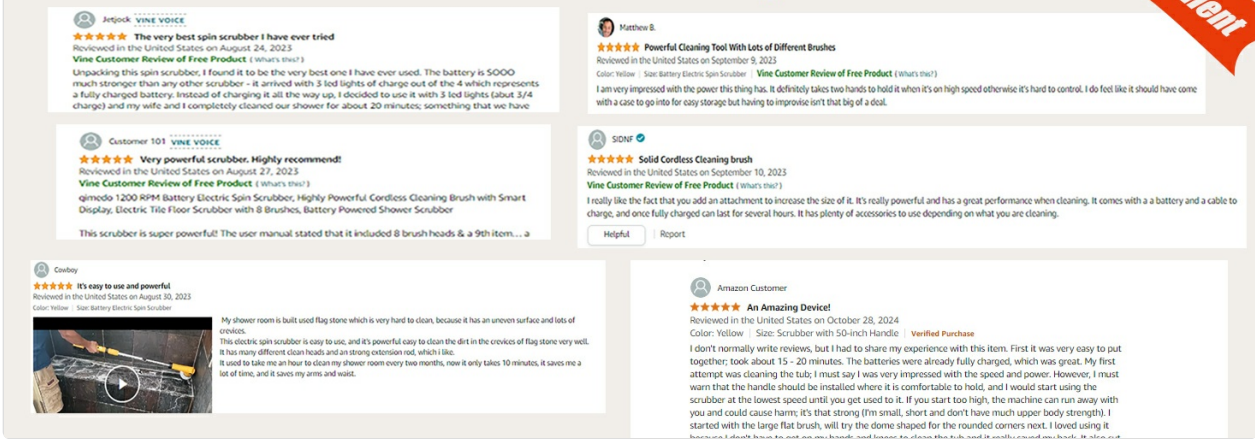 ment
Jetjock VINE VOICE
The very best spin scrubber I have ever tried
Reviewed in the United States on August 24, 2023
Vine Customer Review of Free Product (What's this?)
Unpacking this spin scrubber, I found it to be the very best one I have ever used. The battery is SOOO
much stronger than any other scrubber - it arrived with 3 led lights of charge out of the 4 which represents
a fully charged battery. Instead of charging it all the way up, I decided to use it with 3 led lights (abut 3/4
charge) and my wife and I completely cleaned our shower for about 20 minutes; something that we have
Matthew B.
Powerful Cleaning Tool With Lots of Different Brushes
Reviewed in the United States on September 9, 2023
Color: Yellow | Size: Battery Electric Spin Scrubber | Vine Customer Review of Free Product (What's this?)
I am very impressed with the power this thing has. It definitely takes two hands to hold it when it's on high speed otherwise it's hard to control. I do feel like it should have come
with a case to go into for easy storage but having to improvise isn't that big of a deal.
Customer 101 VINE VOICE
Very powerful scrubber. Highly recommend!
Reviewed in the United States on August 27, 2023
Vine Customer Review of Free Product (What's this?)
qimedo 1200 RPM Battery Electric Spin Scrubber, Highly Powerful Cordless Cleaning Brush with Smart
Display, Electric Tile Floor Scrubber with 8 Brushes, Battery Powered Shower Scrubber
This scrubber is super powerful! The user manual stated that it included 8 brush heads & a 9th item... a
SIDNF
Solid Cordless Cleaning brush
Reviewed in the United States on September 10, 2023
Vine Customer Review of Free Product (What's this?)
I really like the fact that you add an attachment to increase the size of it. It's really powerful and has a great performance when cleaning. It comes with a a battery and a cable to
charge, and once fully charged can last for several hours. It has plenty of accessories to use depending on what you are cleaning.
Helpful | Report
Cowboy
It's easy to use and powerful
Reviewed in the United States on August 30, 2023
Color: Yellow | Size: Battery Electric Spin Scrubber
My shower room is built used flag stone which is very hard to clean, because it has an uneven surface and lots of
crevices.
This electric spin scrubber is easy to use, and it's powerful easy to clean the dirt in the crevices of flag stone very well.
It has many different clean heads and an strong extension rod, which i like.
It used to take me an hour to clean my shower room every two months, now it only takes 10 minutes, it saves me a
lot of time, and it saves my arms and waist.
Amazon Customer
An Amazing Device!
Reviewed in the United States on October 28, 2024
Color: Yellow | Size: Scrubber with 50-inch Handle | Verified Purchase
I don't normally write reviews, but I had to share my experience with this item. First it was very easy to put
together; took about 15 - 20 minutes. The batteries were already fully charged, which was great. My first
attempt was cleaning the tub; I must say I was very impressed with the speed and power. However, I must
warn that the handle should be installed where it is comfortable to hold, and I would start using the
scrubber at the lowest speed until you get used to it. If you start too high, the machine can run away with
you and could cause harm; it's that strong (I'm small, short and don't have much upper body strength). I
started with the large flat brush, will try the dome shaped for the rounded corners next. I loved using it
because I don't have to get on my hands and knees to clean the tub and it really saved my back. It also cut